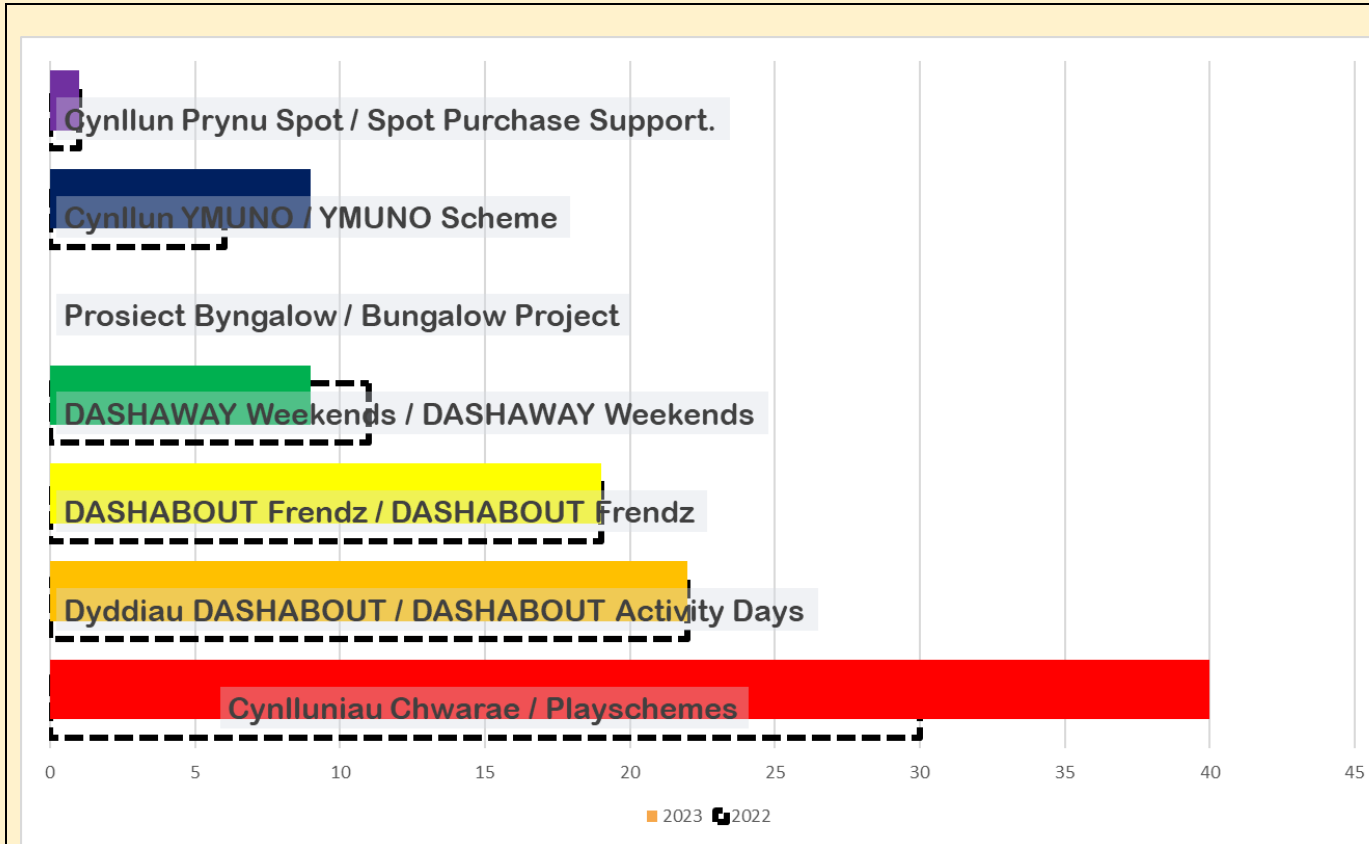 Cynllun Prynu Spot / Spot Purchase Support.
Cynllun YMUNO / YMUNO Scheme
Prosiect Byngalow / Bungalow Project
DASHAWAY Weekends / DASHAWAY Weekends
DASHABOUT Frendz / DASHABOUT Frendz
Dyddiau DASHABOUT / DASHABOUT Activity Days
Cynlluniau Chwarae / Playschemes
0 5 10 15 20 25 30 35 40 45
2023 2022